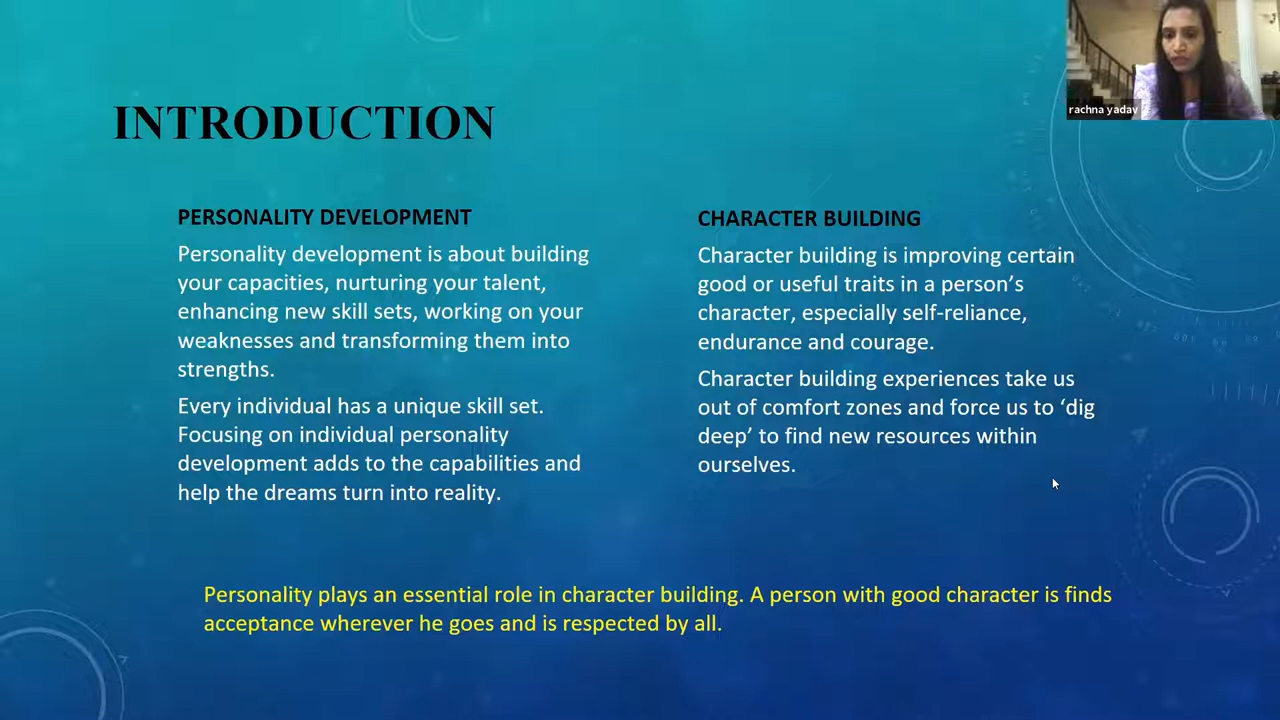 INTRODUCTION
rachna yadav
PERSONALITY DEVELOPMENT
Personality development is about building
your capacities, nurturing your talent,
enhancing new skill sets, working on your
weaknesses and transforming them into
strengths.
Every individual has a unique skill set.
Focusing on individual personality
development adds to the capabilities and
help the dreams turn into reality.
CHARACTER BUILDING
Character building is improving certain
good or useful traits in a person’s
character, especially self-reliance,
endurance and courage.
Character building experiences take us
out of comfort zones and force us to ‘dig
deep’ to find new resources within
ourselves.
Personality plays an essential role in character building. A person with good character is finds
acceptance wherever he goes and is respected by all.